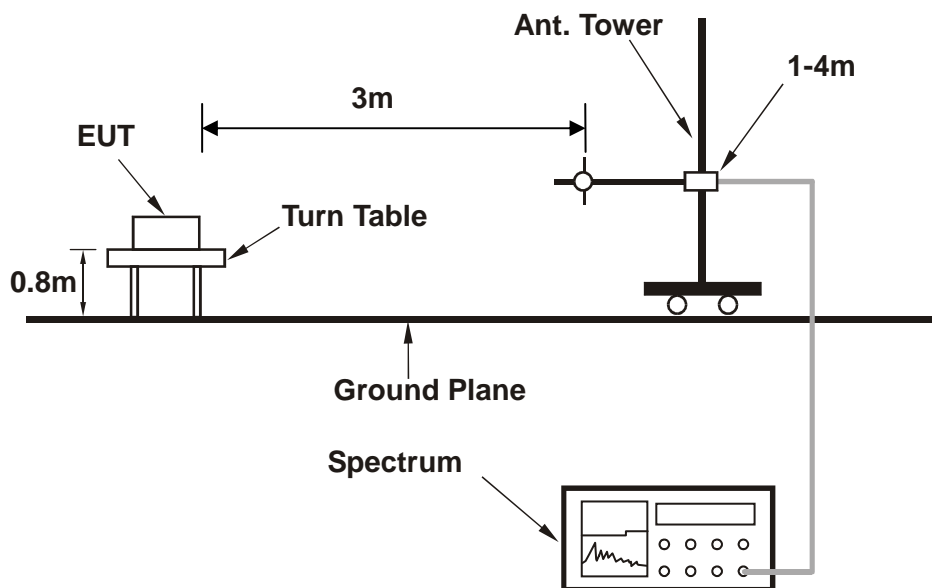 Ant. Tower
1-4m
3m
EUT
Turn Table
0.8m
Ground Plane
Spectrum